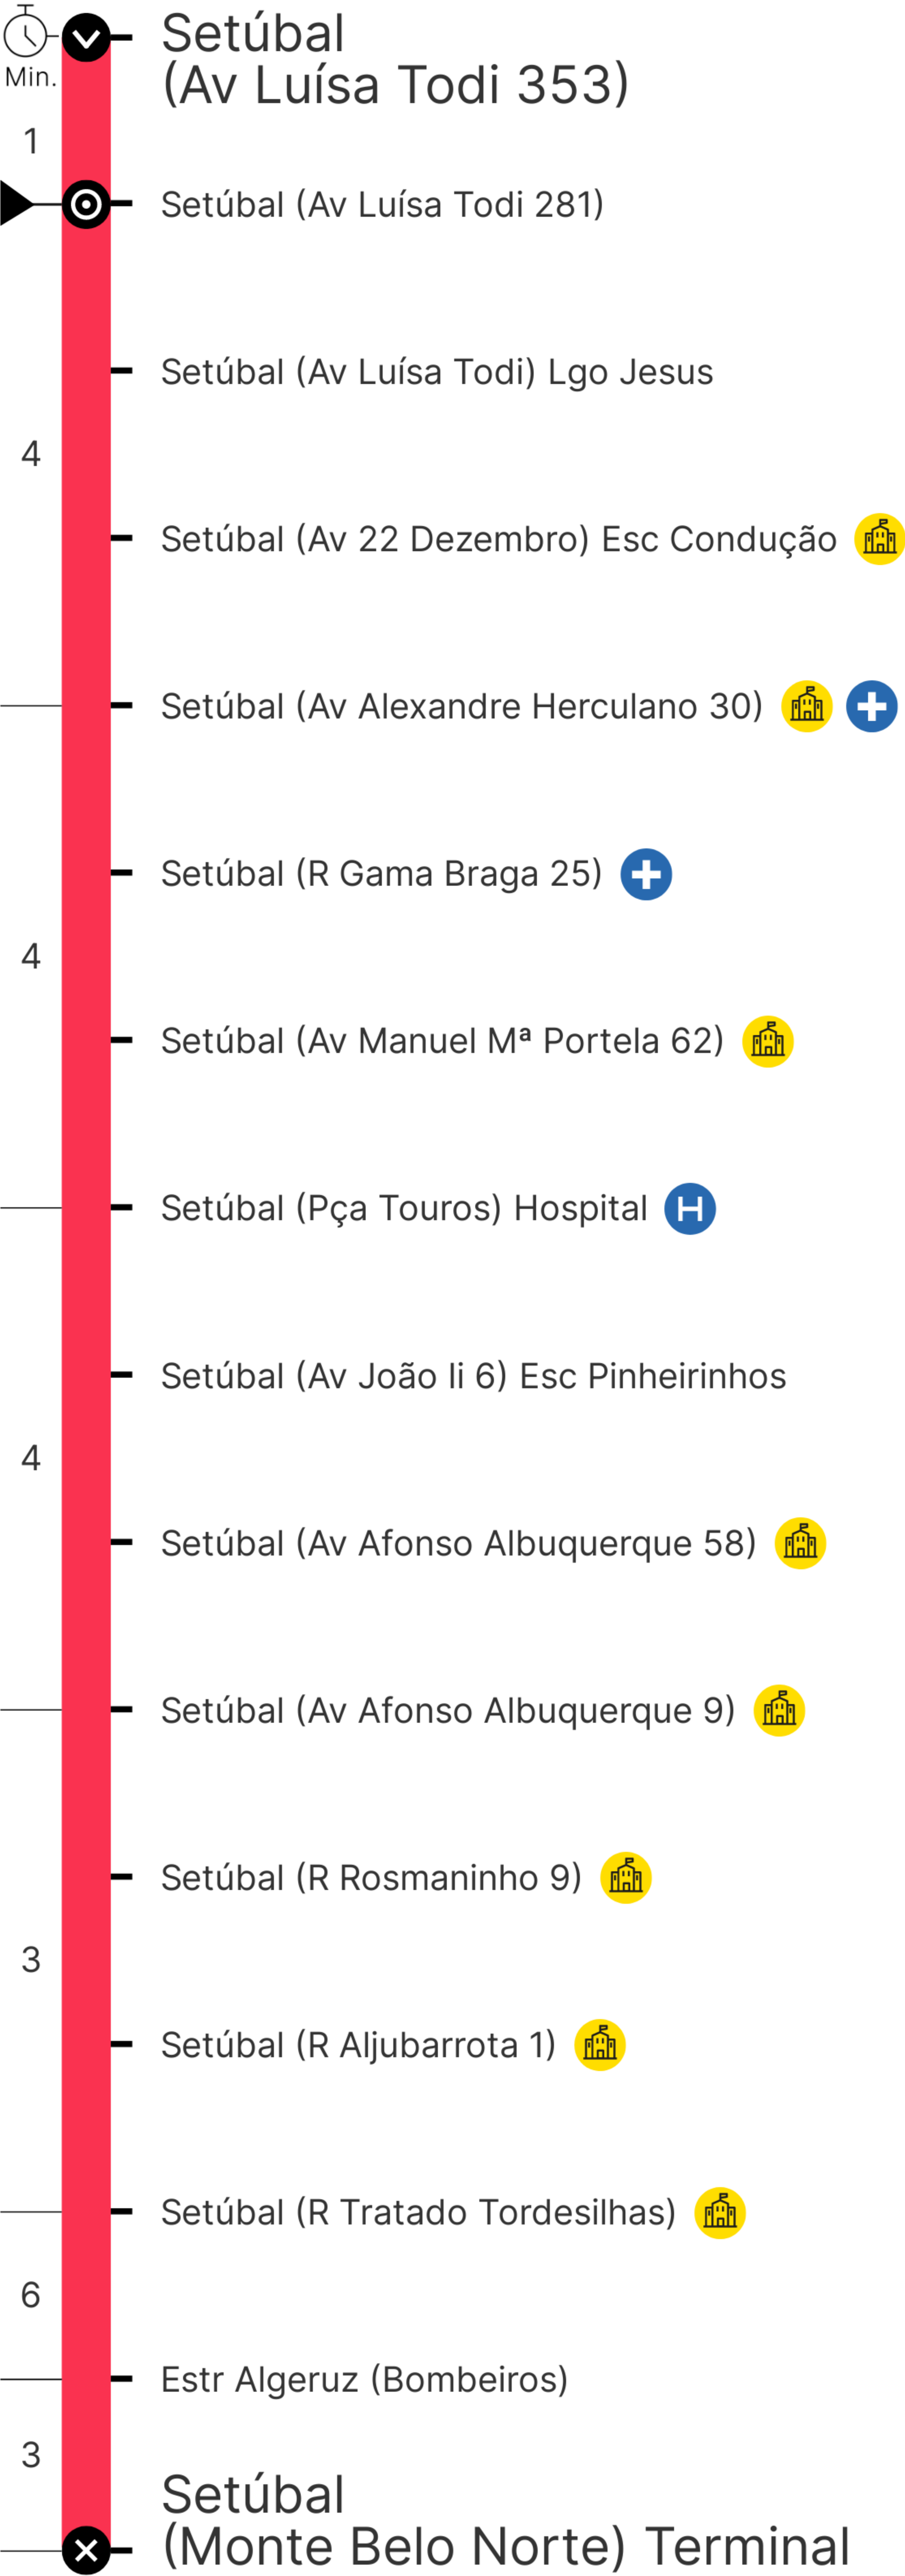 Setúbal
(Av Luísa Todi 353)
Min.
1
Setúbal (Av Luísa Todi 281)
Setúbal (Av Luísa Todi) Lgo Jesus
4
Setúbal (Av 22 Dezembro) Esc Condução
Setúbal (Av Alexandre Herculano 30)
Setúbal (R Gama Braga 25)
4
Setúbal (Av Manuel Mª Portela 62)
Setúbal (Pça Touros) Hospital
H
Setúbal (Av João Ii 6) Esc Pinheirinhos
4
Setúbal (Av Afonso Albuquerque 58)
Setúbal (Av Afonso Albuquerque 9)
Setúbal (R Rosmaninho 9)
3
Setúbal (R Aljubarrota 1)
Setúbal (R Tratado Tordesilhas)
6
Estr Algeruz (Bombeiros)
3
Setúbal
(Monte Belo Norte) Terminal